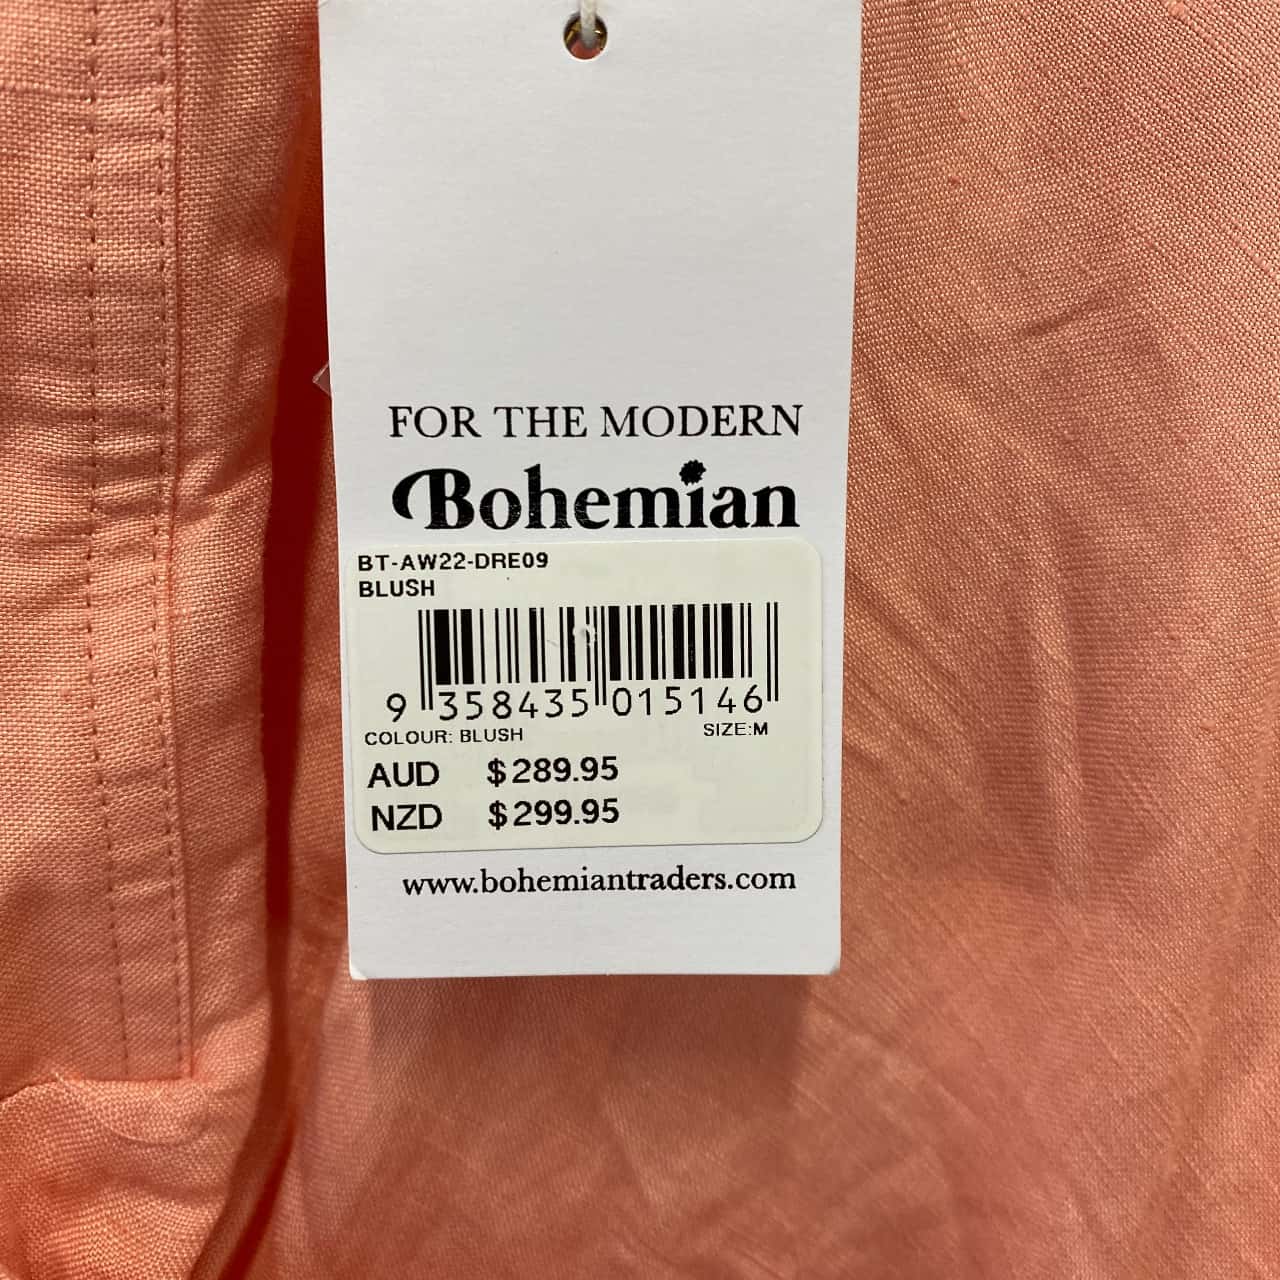 FOR THE MODERN
Bohemian
BT-AW22-DRE09
BLUSH
9 358435 015146
COLOUR: BLUSH SIZE:M
AUD $289.95
NZD $299.95
www.bohemiantraders.com